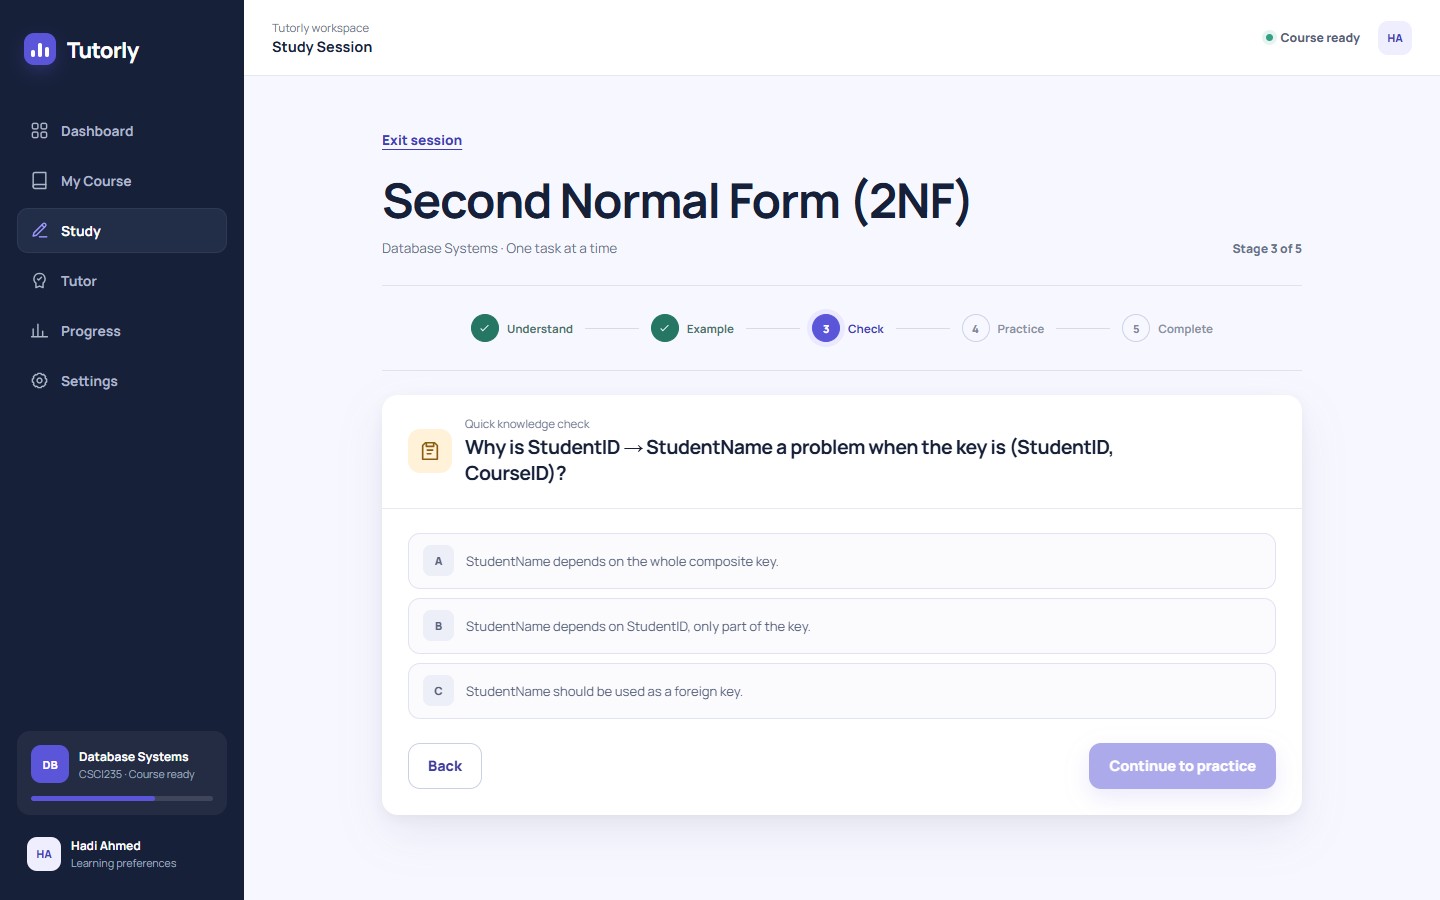 Tutorly
Dashboard
My Course
Study
Tutor
Progress
Settings
DB
Database Systems
CSCI235 · Course ready
HA
Hadi Ahmed
Learning preferences
Tutorly workspace
Study Session
Course ready
HA
Exit session
Second Normal Form (2NF)
Database Systems · One task at a time
Stage 3 of 5
Understand
Example
3 Check
4 Practice
5 Complete
Quick knowledge check
Why is StudentID → StudentName a problem when the key is (StudentID,
CourseID)?
A StudentName depends on the whole composite key.
B StudentName depends on StudentID, only part of the key.
C StudentName should be used as a foreign key.
Back
Continue to practice